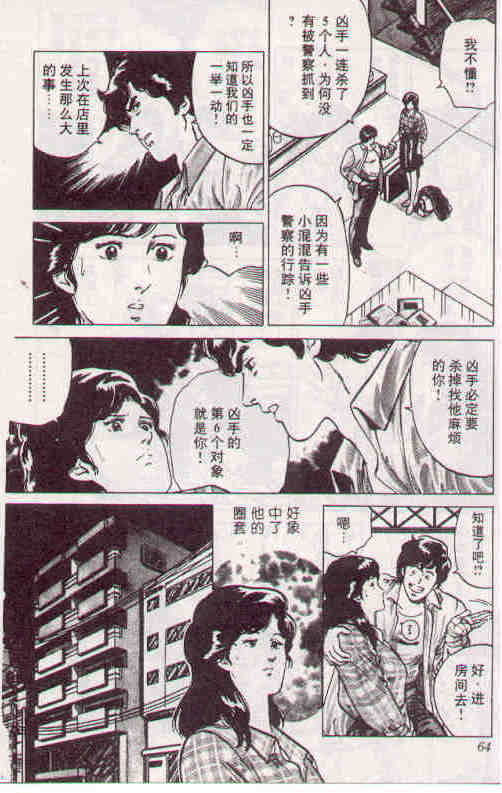 我不懂!?
凶手一连杀了
5个人·为何没
有被警察抓到
?
因为有一些
小混混告诉凶手
警察的行踪!
所以凶手也一定
知道我们的
一举一动!
上次在店里
发生那么大
的事……
啊…
凶手必定要
杀掉找他麻烦
的你!
凶手的
第6个对象
就是你!
…………
…………
知道了吧!?
好·进
房间去!
嗯…
好象
中了
他的
圈套
64